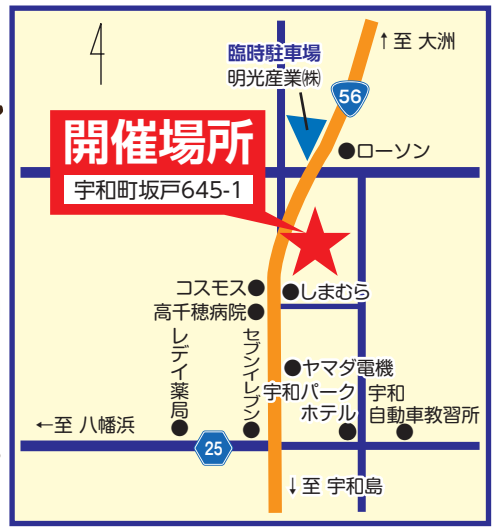 ↑至 大洲
臨時駐車場
明光産業㈱
56
ローソン
開催場所
宇和町坂戸645-1
コスモス
しまむら
高千穂病院
レデイ薬局
セブンイレブン
ヤマダ電機
宇和パーク
ホテル
宇和
自動車教習所
←至 八幡浜
25
↓至 宇和島